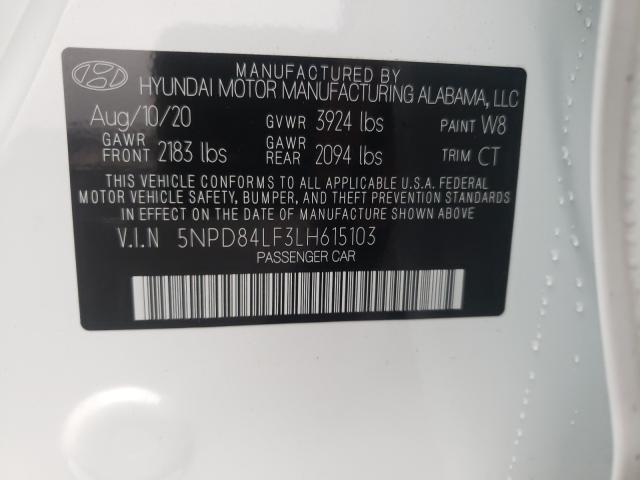 MANUFACTURED BY
HYUNDAI MOTOR MANUFACTURING ALABAMA, LLC
Aug/10/20 GVWR 3924 lbs PAINT W8
GAWR FRONT 2183 lbs GAWR REAR 2094 lbs TRIM CT
THIS VEHICLE CONFORMS TO ALL APPLICABLE U.S.A. FEDERAL
MOTOR VEHICLE SAFETY, BUMPER, AND THEFT PREVENTION STANDARDS
IN EFFECT ON THE DATE OF MANUFACTURE SHOWN ABOVE.
V.I.N 5NPD84LF3LH615103
PASSENGER CAR